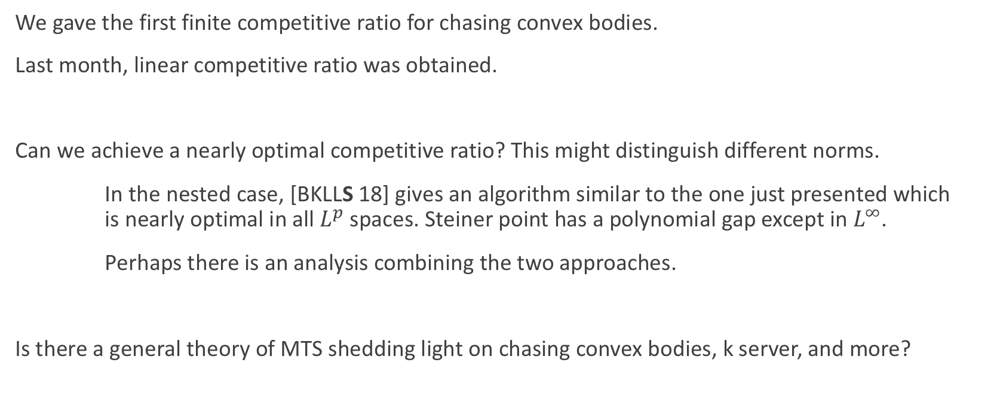 We gave the first finite competitive ratio for chasing convex bodies.
Last month, linear competitive ratio was obtained.
Can we achieve a nearly optimal competitive ratio? This might distinguish different norms.
In the nested case, [BKLLS 18] gives an algorithm similar to the one just presented which
is nearly optimal in all Lᵖ spaces. Steiner point has a polynomial gap except in L^∞.
Perhaps there is an analysis combining the two approaches.
Is there a general theory of MTS shedding light on chasing convex bodies, k server, and more?